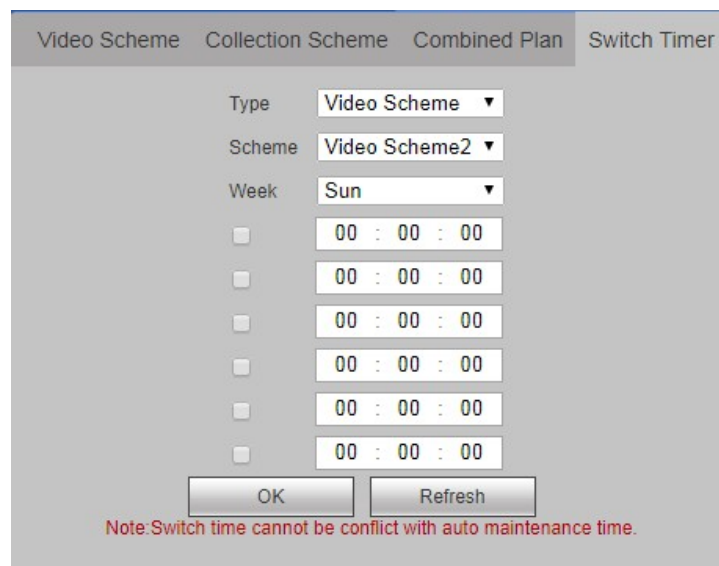 Video Scheme Collection Scheme Combined Plan Switch Timer
Type Video Scheme
Scheme Video Scheme2
Week Sun
00 : 00 : 00
00 : 00 : 00
00 : 00 : 00
00 : 00 : 00
00 : 00 : 00
00 : 00 : 00
OK Refresh
Note:Switch time cannot be conflict with auto maintenance time.